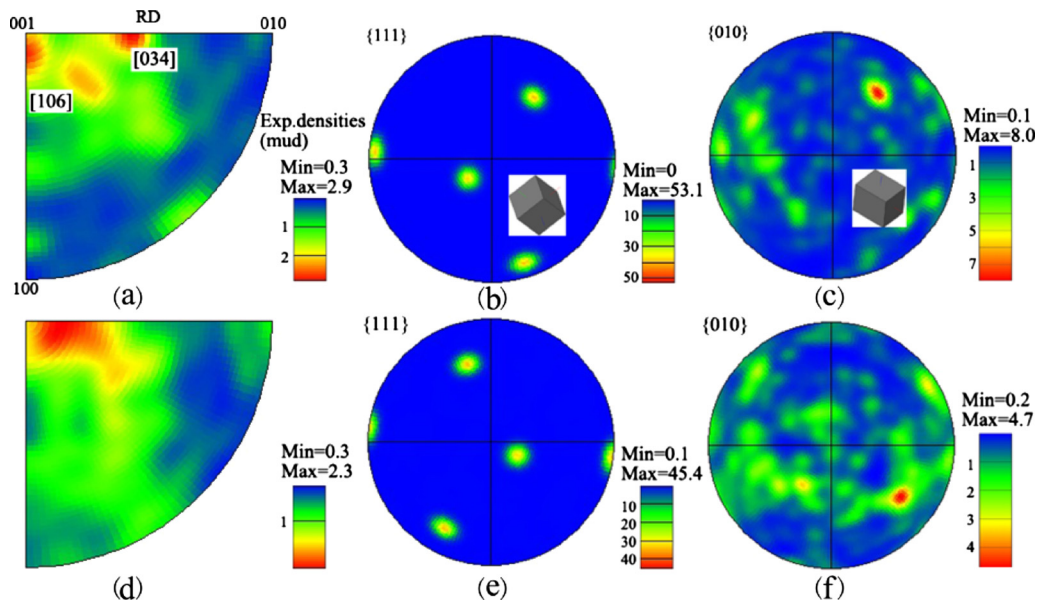 001 RD 010
[034]
[106]
Exp.densities
(mud)
Min=0.3
Max=2.9
1
2
100
(a)
{111}
Min=0
Max=53.1
10
20
30
40
50
(b)
{010}
Min=0.1
Max=8.0
1
3
5
7
(c)
Min=0.3
Max=2.3
1
(d)
{111}
Min=0.1
Max=45.4
10
20
30
40
(e)
{010}
Min=0.2
Max=4.7
1
2
3
4
(f)